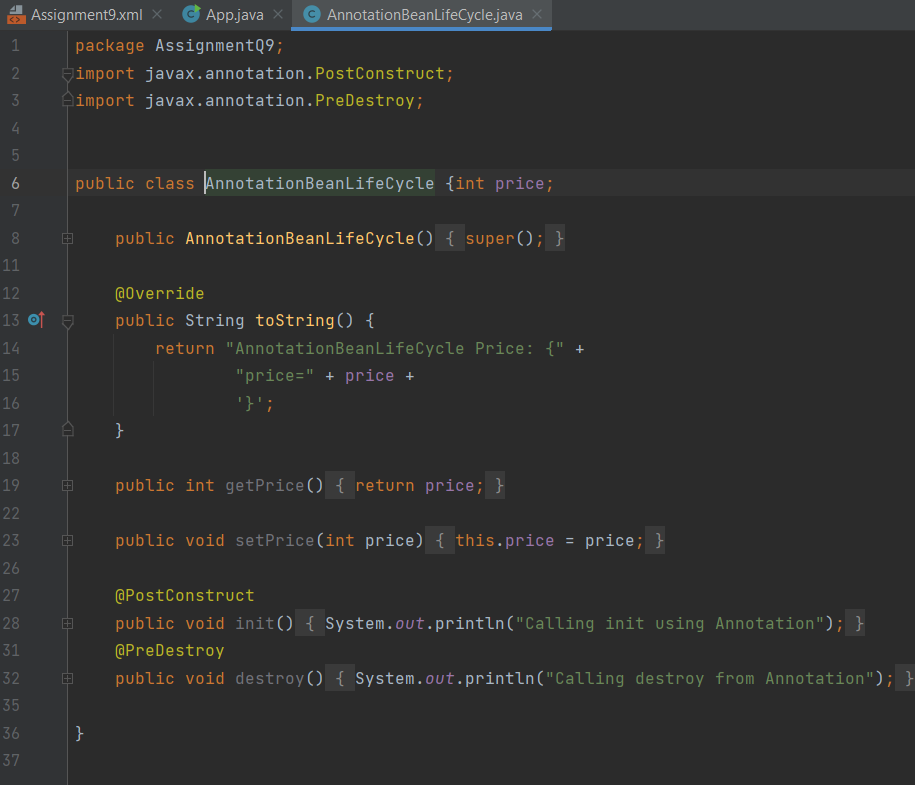 Assignment9.xml App.java AnnotationBeanLifeCycle.java
1 package AssignmentQ9;
2 import javax.annotation.PostConstruct;
3 import javax.annotation.PreDestroy;
4
5
6 public class AnnotationBeanLifeCycle {int price;
7
8 public AnnotationBeanLifeCycle() { super(); }
11
12 @Override
13 public String toString() {
14 return "AnnotationBeanLifeCycle Price: {" +
15 "price=" + price +
16 '}';
17 }
18
19 public int getPrice() { return price; }
22
23 public void setPrice(int price) { this.price = price; }
26
27 @PostConstruct
28 public void init() { System.out.println("Calling init using Annotation"); }
31 @PreDestroy
32 public void destroy() { System.out.println("Calling destroy from Annotation"); }
35
36 }
37